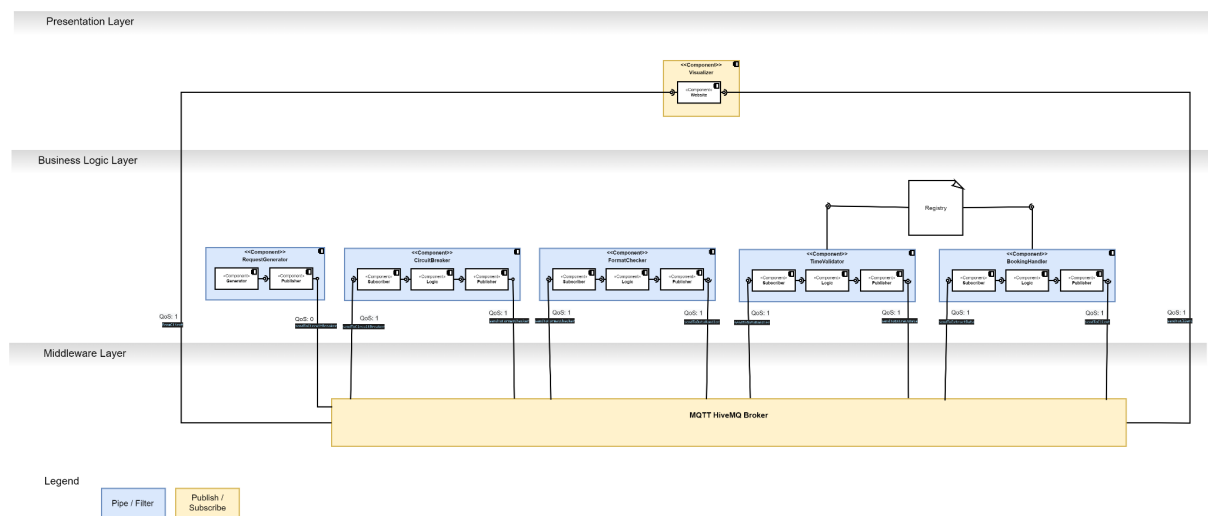 Presentation Layer
<<Component>>
Visualizer
<Component>
Website
Business Logic Layer
Registry
<<Component>>
RequestGenerator
<Component>
Generator
<Component>
Publisher
<<Component>>
CircuitBreaker
<Component>
Subscriber
<Component>
Logic
<Component>
Publisher
<<Component>>
FormatChecker
<Component>
Subscriber
<Component>
Logic
<Component>
Publisher
<<Component>>
TimeValidator
<Component>
Subscriber
<Component>
Logic
<Component>
Publisher
<<Component>>
BookingHandler
<Component>
Subscriber
<Component>
Logic
<Component>
Publisher
QoS: 1
QoS: 0
QoS: 1
QoS: 1
QoS: 1
QoS: 1
QoS: 1
QoS: 1
QoS: 1
QoS: 1
QoS: 1
Middleware Layer
MQTT HiveMQ Broker
Legend
Pipe / Filter
Publish /
Subscribe